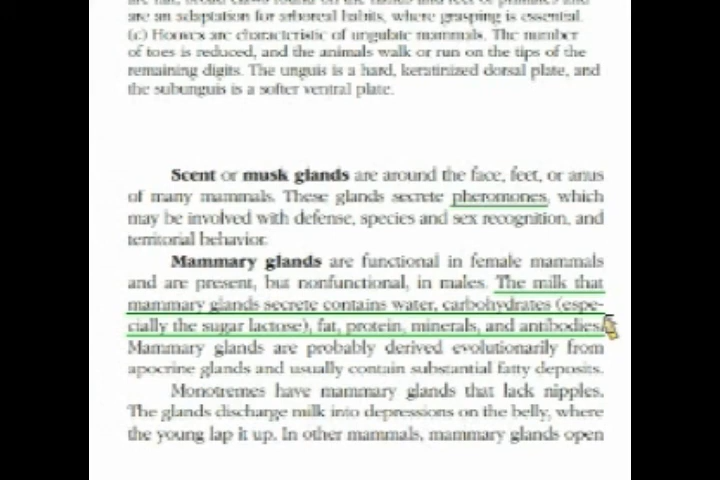 are an adaptation for arboreal habits, where grasping is essential.
(c) Hooves are characteristic of ungulate mammals. The number
of toes is reduced, and the animals walk or run on the tips of the
remaining digits. The unguis is a hard, keratinized dorsal plate, and
the subunguis is a softer ventral plate.
Scent or musk glands are around the face, feet, or anus
of many mammals. These glands secrete pheromones, which
may be involved with defense, species and sex recognition, and
territorial behavior.
Mammary glands are functional in female mammals
and are present, but nonfunctional, in males. The milk that
mammary glands secrete contains water, carbohydrates (espe-
cially the sugar lactose), fat, protein, minerals, and antibodies.
Mammary glands are probably derived evolutionarily from
apocrine glands and usually contain substantial fatty deposits.
Monotremes have mammary glands that lack nipples.
The glands discharge milk into depressions on the belly, where
the young lap it up. In other mammals, mammary glands open